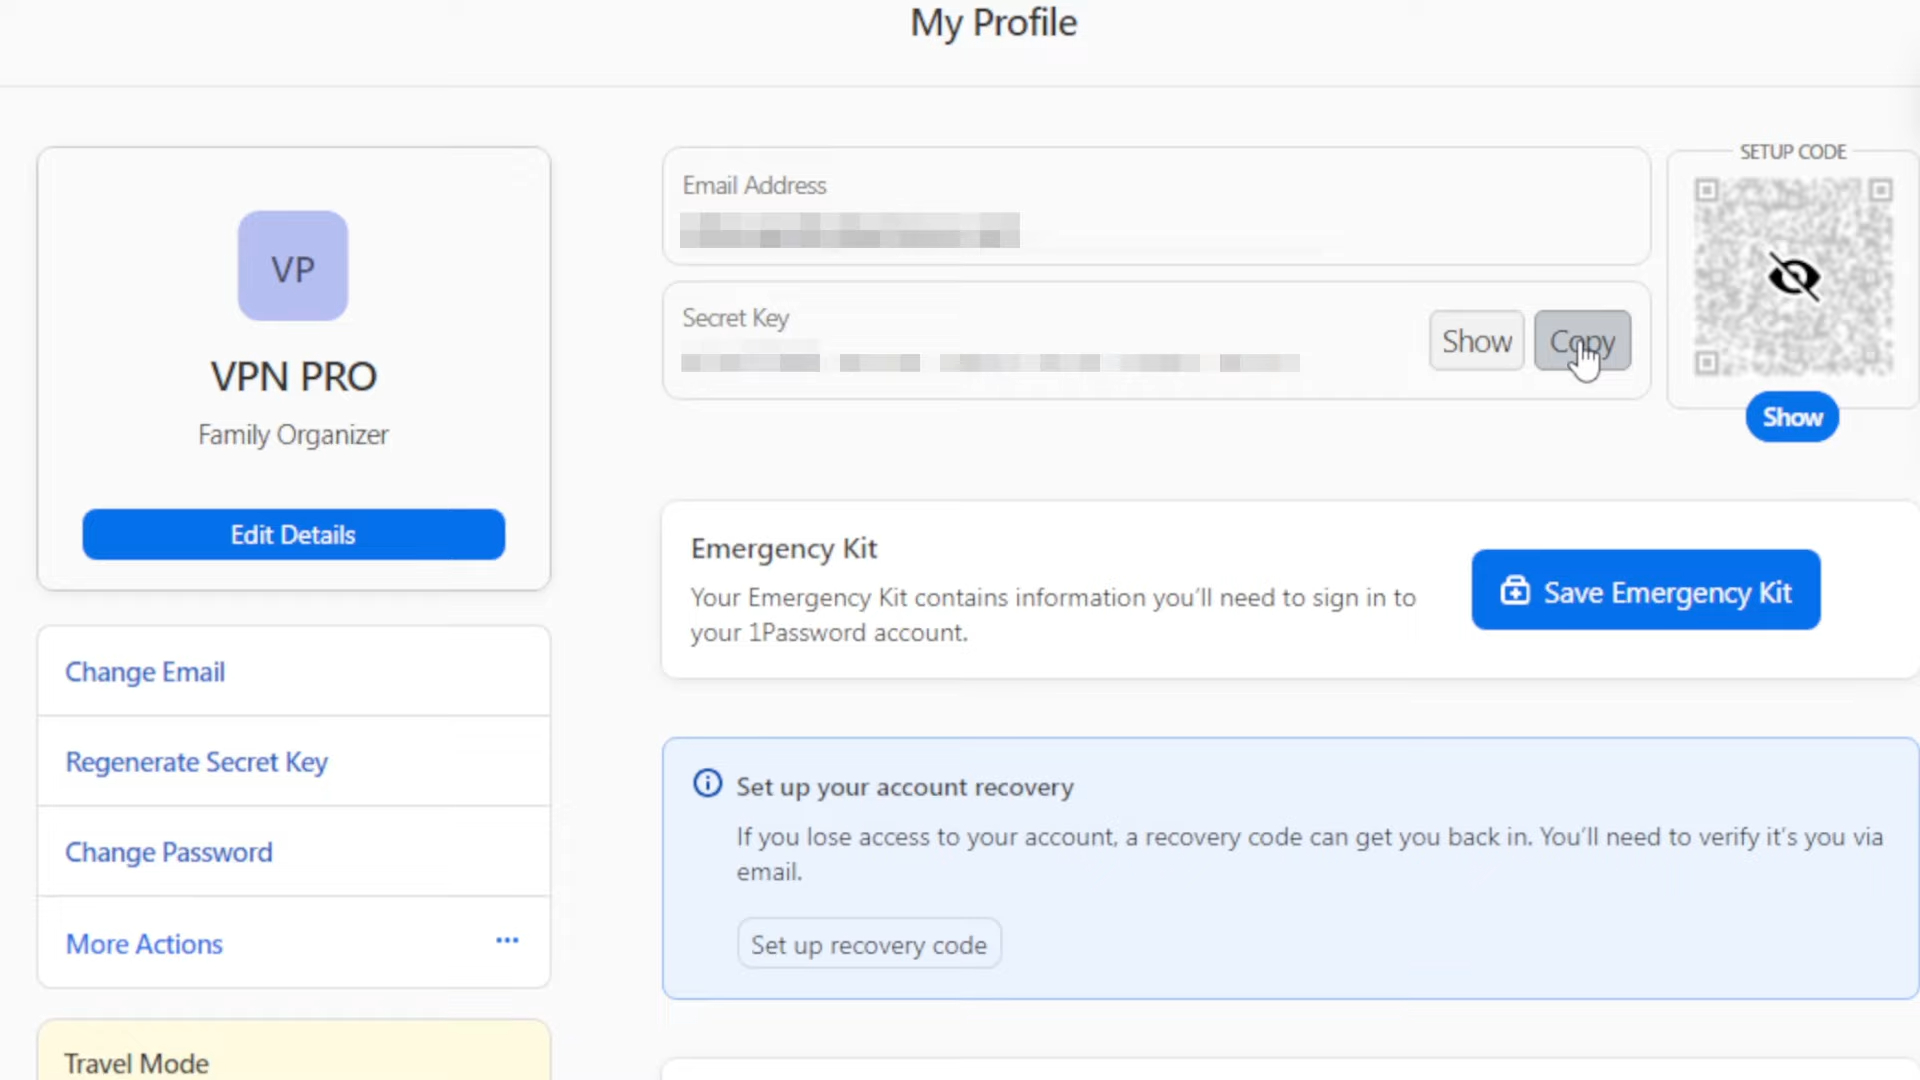 My Profile
VP
VPN PRO
Family Organizer
Edit Details
Change Email
Regenerate Secret Key
Change Password
More Actions
Travel Mode
Email Address
Secret Key
Show
Copy
SETUP CODE
Show
Emergency Kit
Your Emergency Kit contains information you’ll need to sign in to
your 1Password account.
Save Emergency Kit
Set up your account recovery
If you lose access to your account, a recovery code can get you back in. You’ll need to verify it’s you via
email.
Set up recovery code